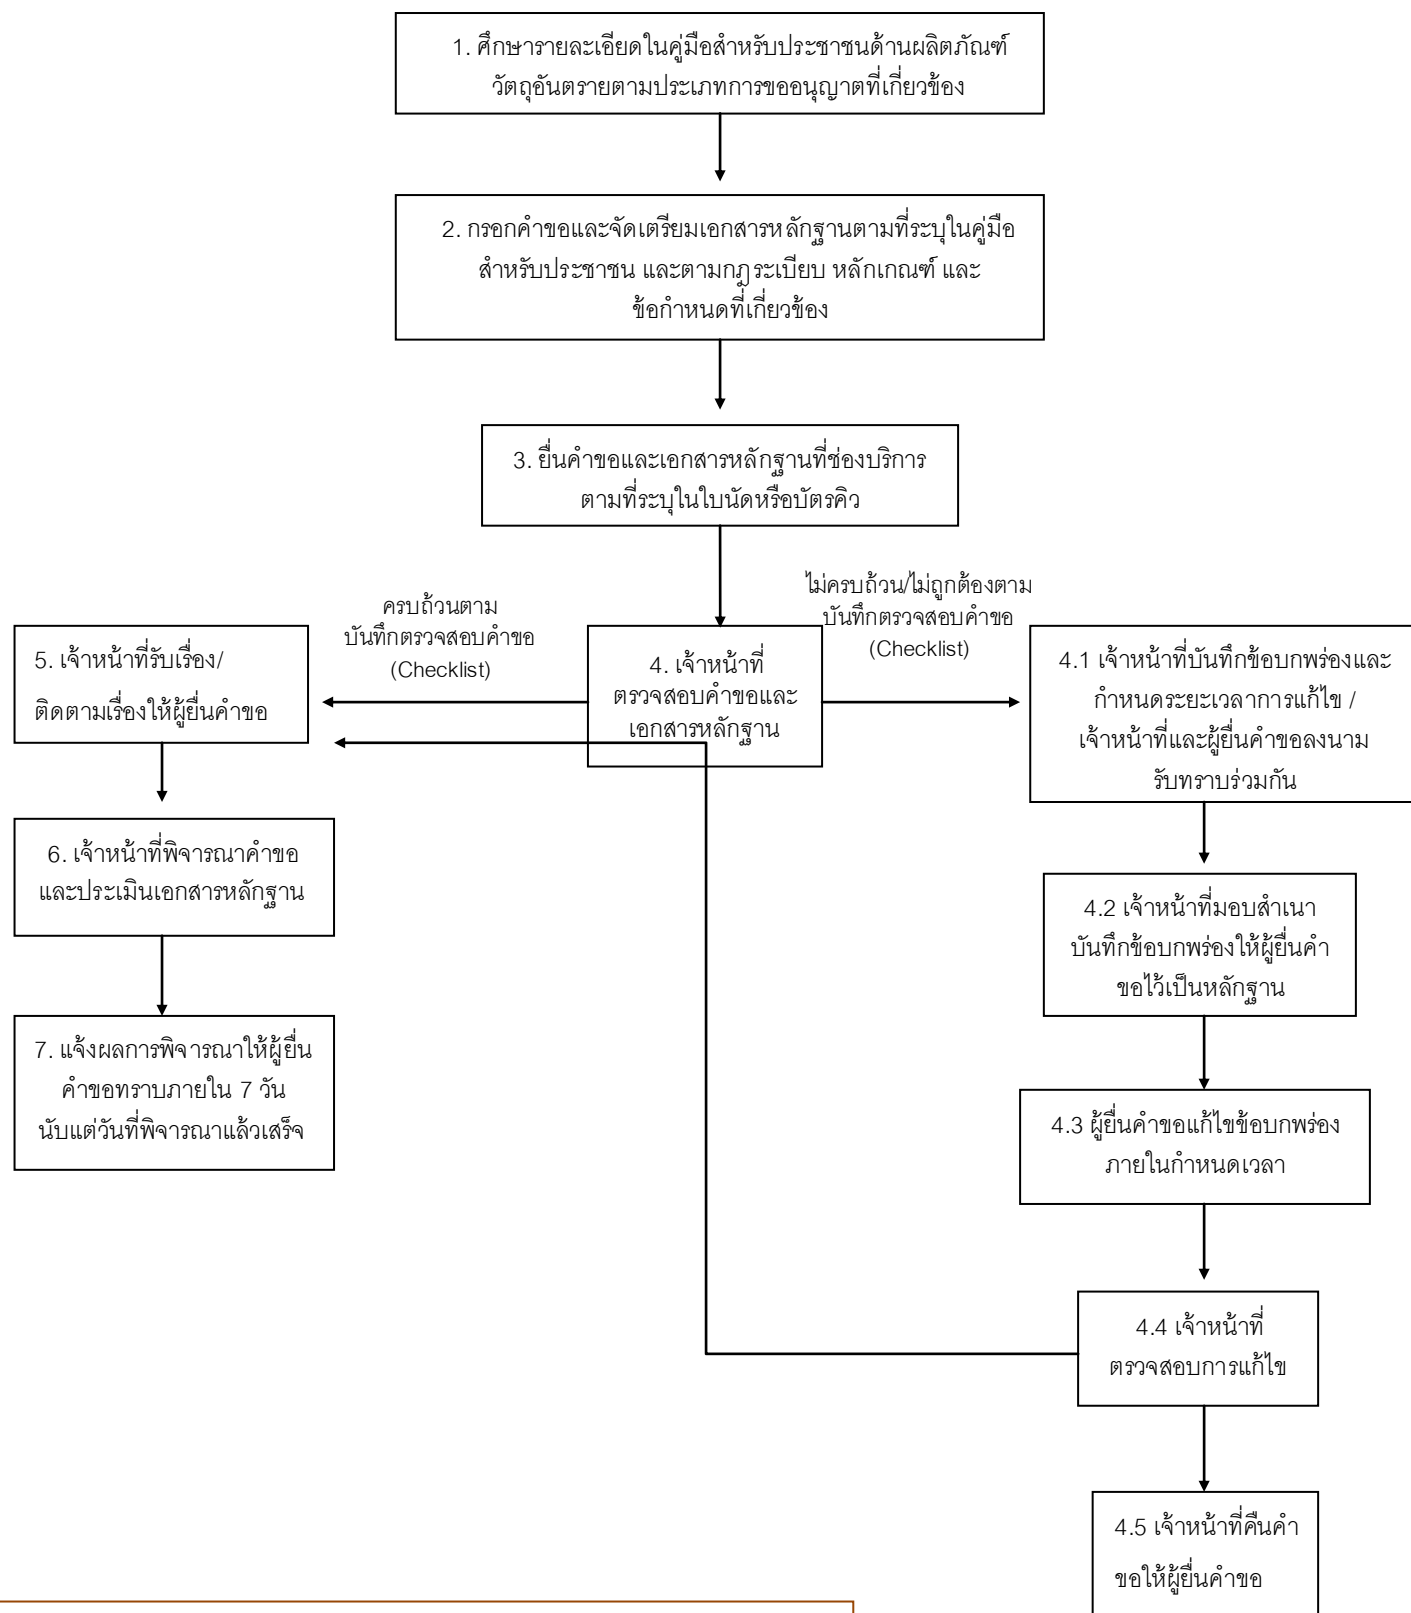 1. ศึกษารายละเอียดในคู่มือสำหรับประชาชนด้านผลิตภัณฑ์
วัตถุอันตรายตามประเภทการขออนุญาตที่เกี่ยวข้อง
2. กรอกคำขอและจัดเตรียมเอกสารหลักฐานตามที่ระบุในคู่มือ
สำหรับประชาชน และตามกฎระเบียบ หลักเกณฑ์ และ
ข้อกำหนดที่เกี่ยวข้อง
3. ยื่นคำขอและเอกสารหลักฐานที่ช่องบริการ
ตามที่ระบุในใบนัดหรือบัตรคิว
ครบถ้วนตาม
บันทึกตรวจสอบคำขอ
(Checklist)
ไม่ครบถ้วน/ไม่ถูกต้องตาม
บันทึกตรวจสอบคำขอ
(Checklist)
4. เจ้าหน้าที่
ตรวจสอบคำขอและ
เอกสารหลักฐาน
5. เจ้าหน้าที่รับเรื่อง/
ติดตามเรื่องให้ผู้ยื่นคำขอ
6. เจ้าหน้าที่พิจารณาคำขอ
และประเมินเอกสารหลักฐาน
7. แจ้งผลการพิจารณาให้ผู้ยื่น
คำขอทราบภายใน 7 วัน
นับแต่วันที่พิจารณาแล้วเสร็จ
4.1 เจ้าหน้าที่บันทึกข้อบกพร่องและ
กำหนดระยะเวลาการแก้ไข /
เจ้าหน้าที่และผู้ยื่นคำขอลงนาม
รับทราบร่วมกัน
4.2 เจ้าหน้าที่มอบสำเนา
บันทึกข้อบกพร่องให้ผู้ยื่นคำ
ขอไว้เป็นหลักฐาน
4.3 ผู้ยื่นคำขอแก้ไขข้อบกพร่อง
ภายในกำหนดเวลา
4.4 เจ้าหน้าที่
ตรวจสอบการแก้ไข
4.5 เจ้าหน้าที่คืนคำ
ขอให้ผู้ยื่นคำขอ